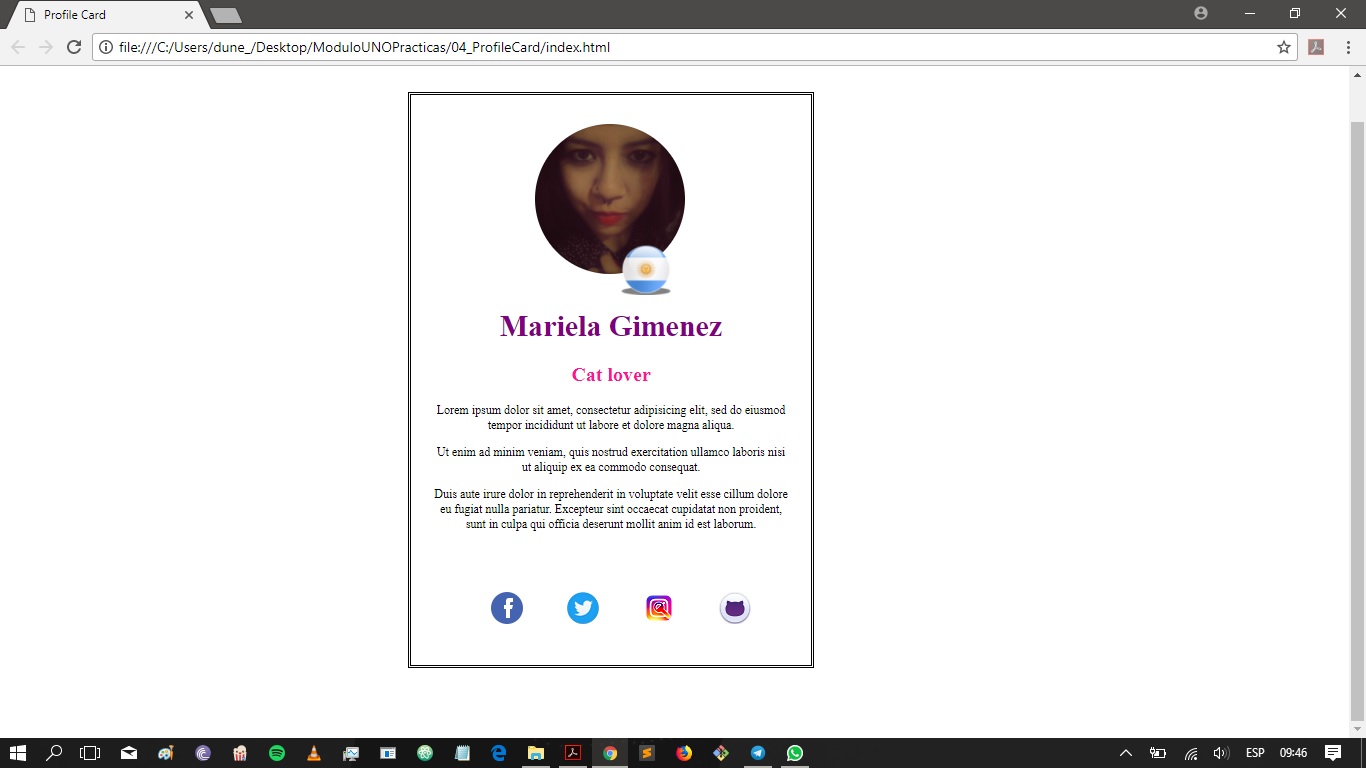 Profile Card
file:///C:/Users/dune_/Desktop/ModuloUNOPracticas/04_ProfileCard/index.html
Mariela Gimenez
Cat lover
Lorem ipsum dolor sit amet, consectetur adipisicing elit, sed do eiusmod
tempor incididunt ut labore et dolore magna aliqua.
Ut enim ad minim veniam, quis nostrud exercitation ullamco laboris nisi
ut aliquip ex ea commodo consequat.
Duis aute irure dolor in reprehenderit in voluptate velit esse cillum dolore
eu fugiat nulla pariatur. Excepteur sint occaecat cupidatat non proident,
sunt in culpa qui officia deserunt mollit anim id est laborum.
ESP
09:46